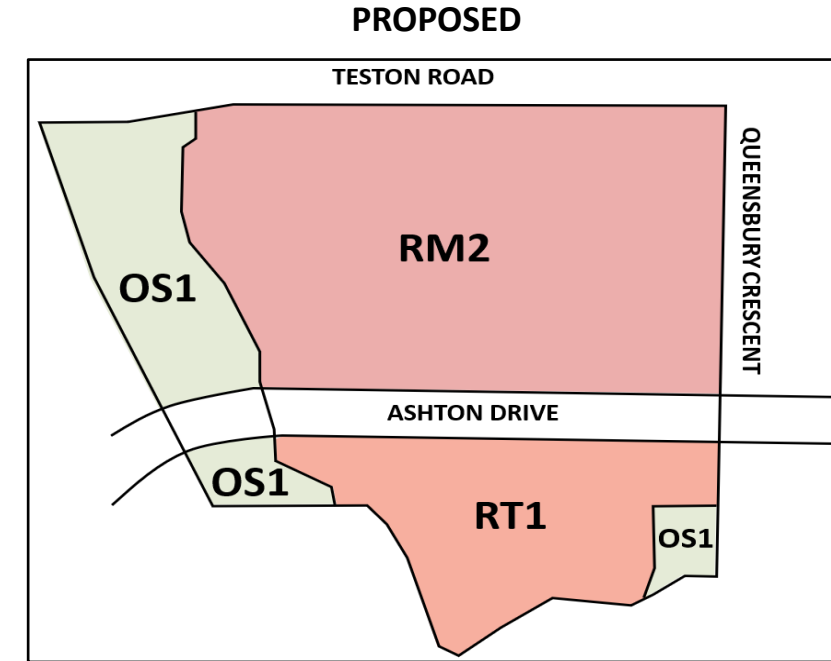 PROPOSED
TESTON ROAD
QUEENSBURY CRESCENT
RM2
OS1
ASHTON DRIVE
OS1
RT1
OS1